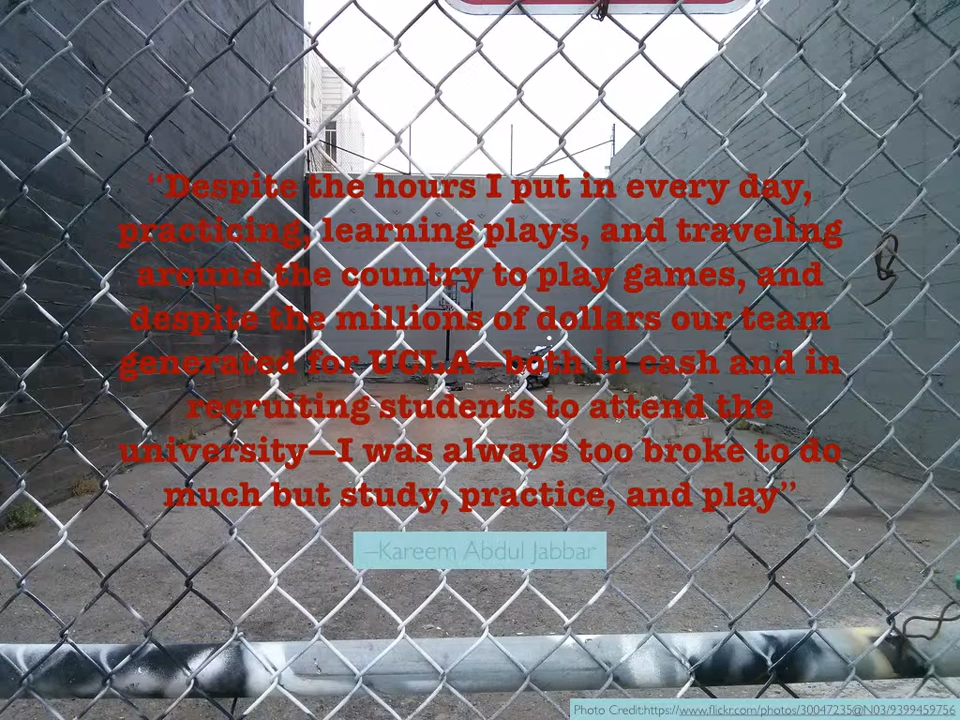 “Despite the hours I put in every day,
practicing, learning plays, and traveling
around the country to play games, and
despite the millions of dollars our team
generated for UCLA—both in cash and in
recruiting students to attend the
university—I was always too broke to do
much but study, practice, and play”
–Kareem Abdul Jabbar
Photo Credit:https://www.flickr.com/photos/30047235@N03/9399459756